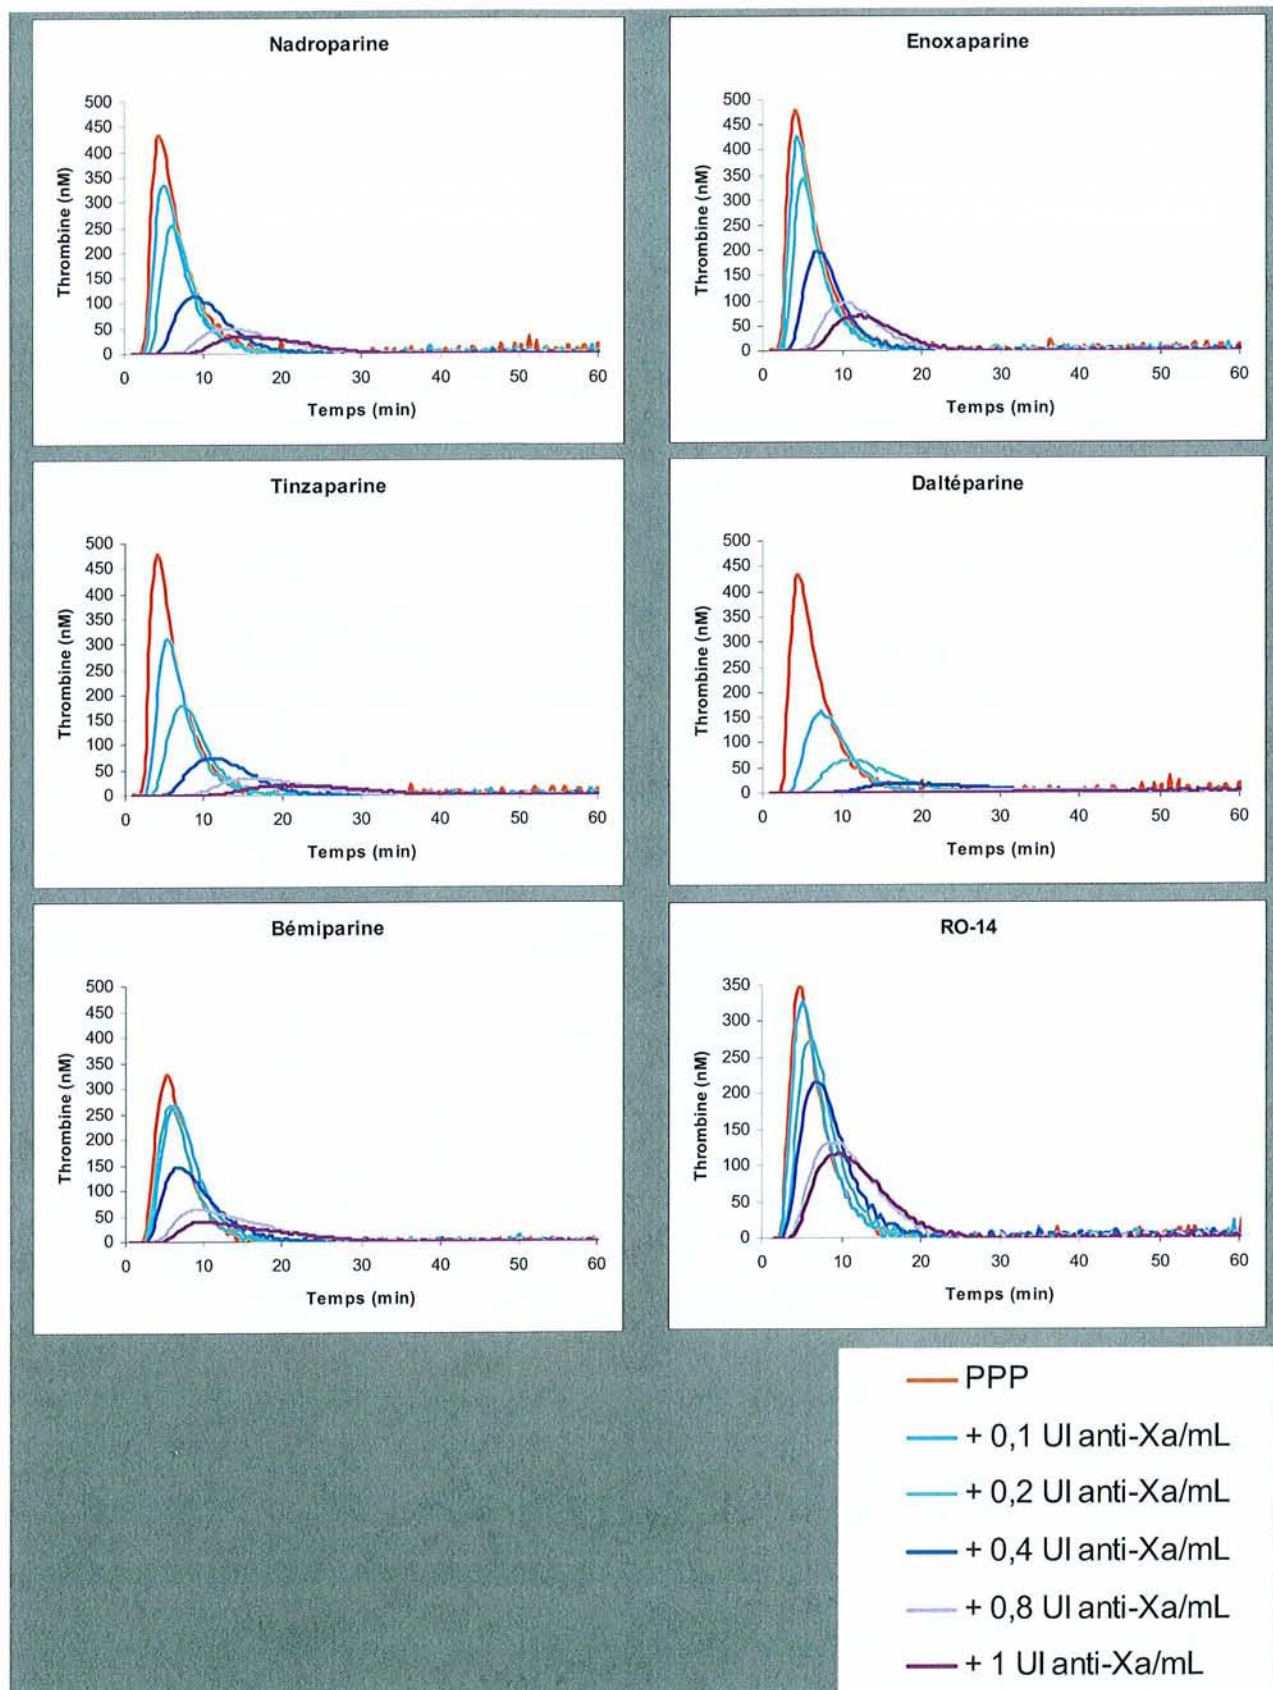 Nadroparine
500
450
400
350
300
250
200
150
100
50
0
Thrombine (nM)
0 10 20 30 40 50 60
Temps (min)
Enoxaparine
500
450
400
350
300
250
200
150
100
50
0
Thrombine (nM)
0 10 20 30 40 50 60
Temps (min)
Tinzaparine
500
450
400
350
300
250
200
150
100
50
0
Thrombine (nM)
0 10 20 30 40 50 60
Temps (min)
Daltéparine
500
450
400
350
300
250
200
150
100
50
0
Thrombine (nM)
0 10 20 30 40 50 60
Temps (min)
Bémiparine
500
450
400
350
300
250
200
150
100
50
0
Thrombine (nM)
0 10 20 30 40 50 60
Temps (min)
RO-14
350
300
250
200
150
100
50
0
Thrombine (nM)
0 10 20 30 40 50 60
Temps (min)
PPP
+ 0,1 UI anti-Xa/mL
+ 0,2 UI anti-Xa/mL
+ 0,4 UI anti-Xa/mL
+ 0,8 UI anti-Xa/mL
+ 1 UI anti-Xa/mL